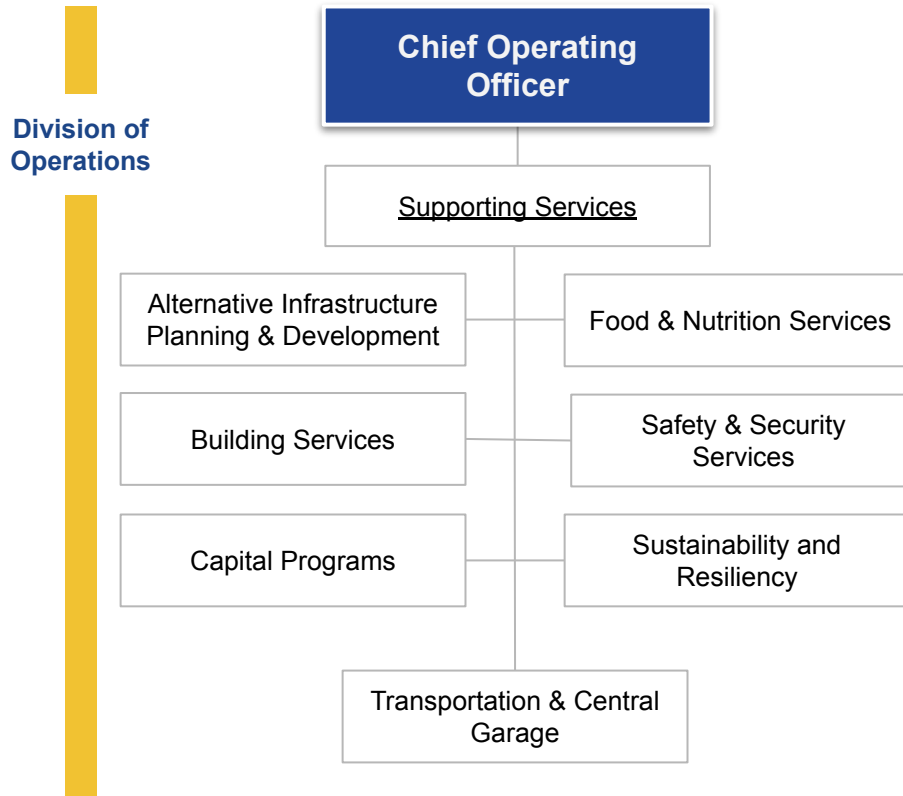 Chief Operating
Officer
Division of
Operations
Supporting Services
Alternative Infrastructure
Planning & Development
Food & Nutrition Services
Building Services
Safety & Security
Services
Capital Programs
Sustainability and
Resiliency
Transportation & Central
Garage